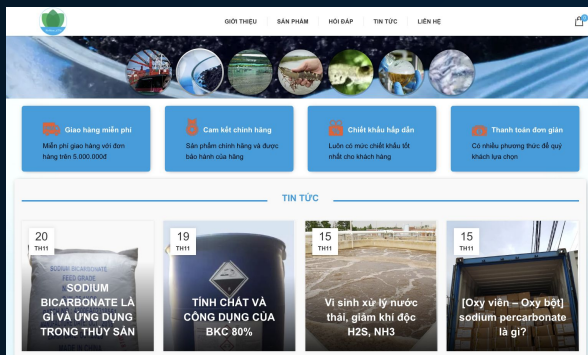 GIỚI THIỆU SẢN PHẨM HỎI ĐÁP TIN TỨC LIÊN HỆ
Giao hàng miễn phí
Miễn phí giao hàng với đơn
hàng trên 5.000.000đ
Cam kết chính hãng
Sản phẩm chính hãng và được
bảo hành của hãng
Chiết khấu hấp dẫn
Luôn có mức chiết khấu tốt
nhất cho khách hàng
Thanh toán đơn giản
Có nhiều phương thức để quý
khách lựa chọn
TIN TỨC
20
TH11
SODIUM BICARBONATE
FEED GRADE
SODIUM
BICARBONATE LÀ
GÌ VÀ ỨNG DỤNG
TRONG THỦY SẢN
19
TH11
TÍNH CHẤT VÀ
CÔNG DỤNG CỦA
BKC 80%
15
TH11
Vi sinh xử lý nước
thải, giảm khí độc
H2S, NH3
15
TH11
[Oxy viên – Oxy bột]
sodium percarbonate
là gì?